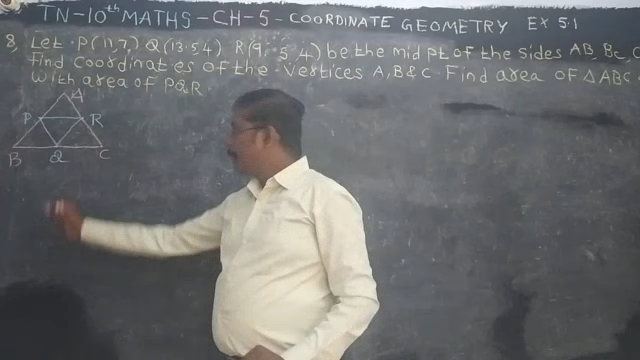 TN-10th MATHS-CH-5-COORDINATE GEOMETRY EX 5.1
8, Let P(11,7,) Q(13.5,4) R(9.5,4) be the mid pt of the sides AB, BC,
Find coordinates of the vertices A, B & C Find area of ΔABC
with area of PQR
A
P R
B Q C